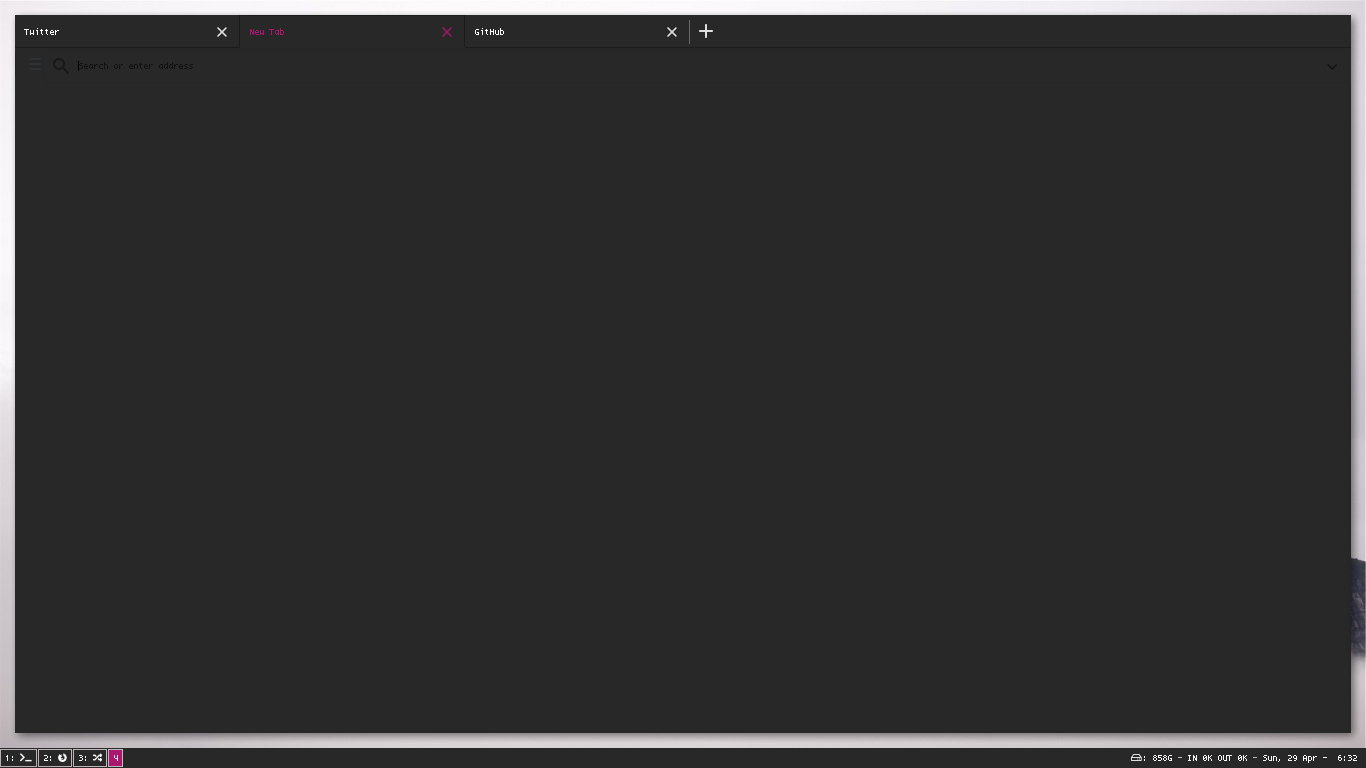 Twitter New Tab GitHub
Search or enter address
1: 2: 3: 4 : 858G - IN 0K OUT 0K - Sun, 29 Apr - 6:32